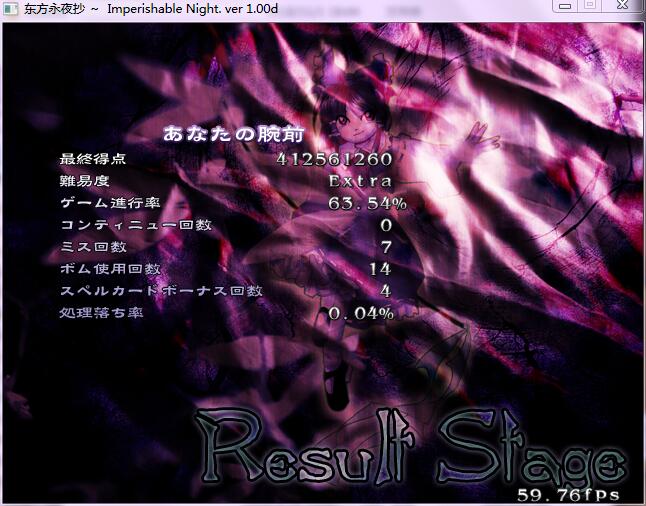 东方永夜抄 ~ Imperishable Night. ver 1.00d
あなたの腕前
最終得点 412561260
難易度 Extra
ゲーム進行率 63.54%
コンティニュー回数 0
ミス回数 7
ボム使用回数 14
スペルカードボーナス回数 4
処理落ち率 0.04%
Result Stage
59.76fps